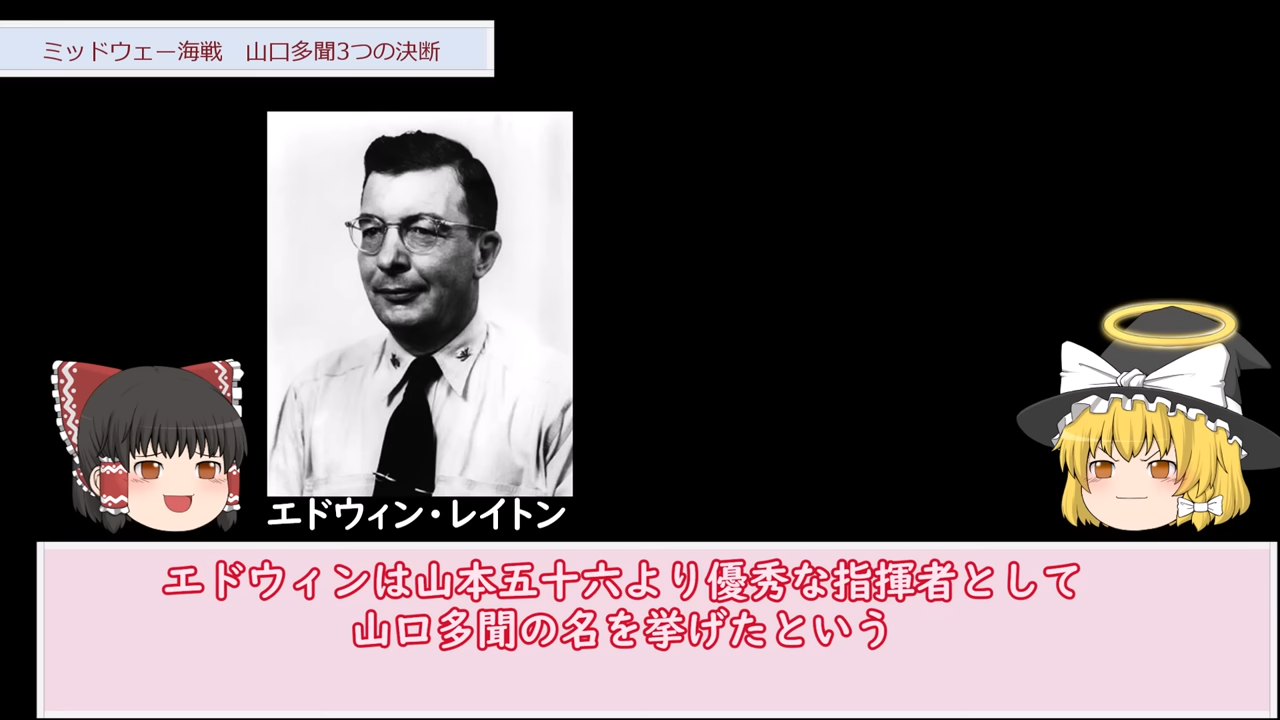 ミッドウェー海戦　山口多聞3つの決断
エドウィン・レイトン
エドウィンは山本五十六より優秀な指揮者として
山口多聞の名を挙げたという